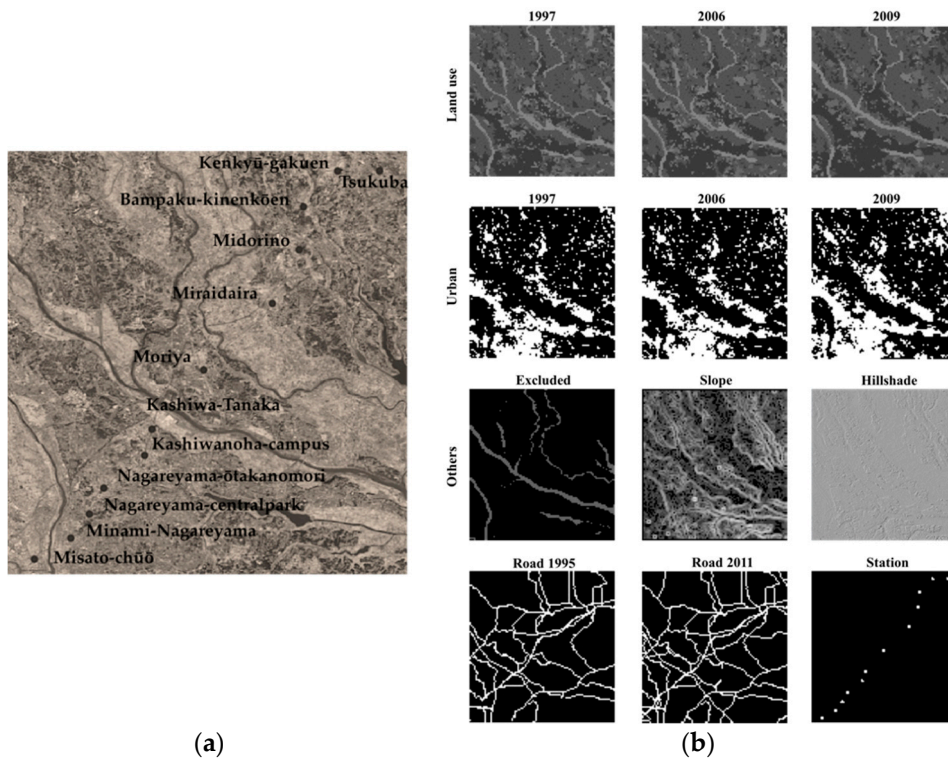 Kenkyū-gakuen
Tsukuba
Bampaku-kinenkōen
Midorino
Miraidaira
Moriya
Kashiwa-Tanaka
Kashiwanoha-campus
Nagareyama-ōtakanomori
Nagareyama-centralpark
Minami-Nagareyama
Misato-chūō
(a)
1997 2006 2009
Land use
1997 2006 2009
Urban
Excluded Slope Hillshade
Others
Road 1995 Road 2011 Station
(b)